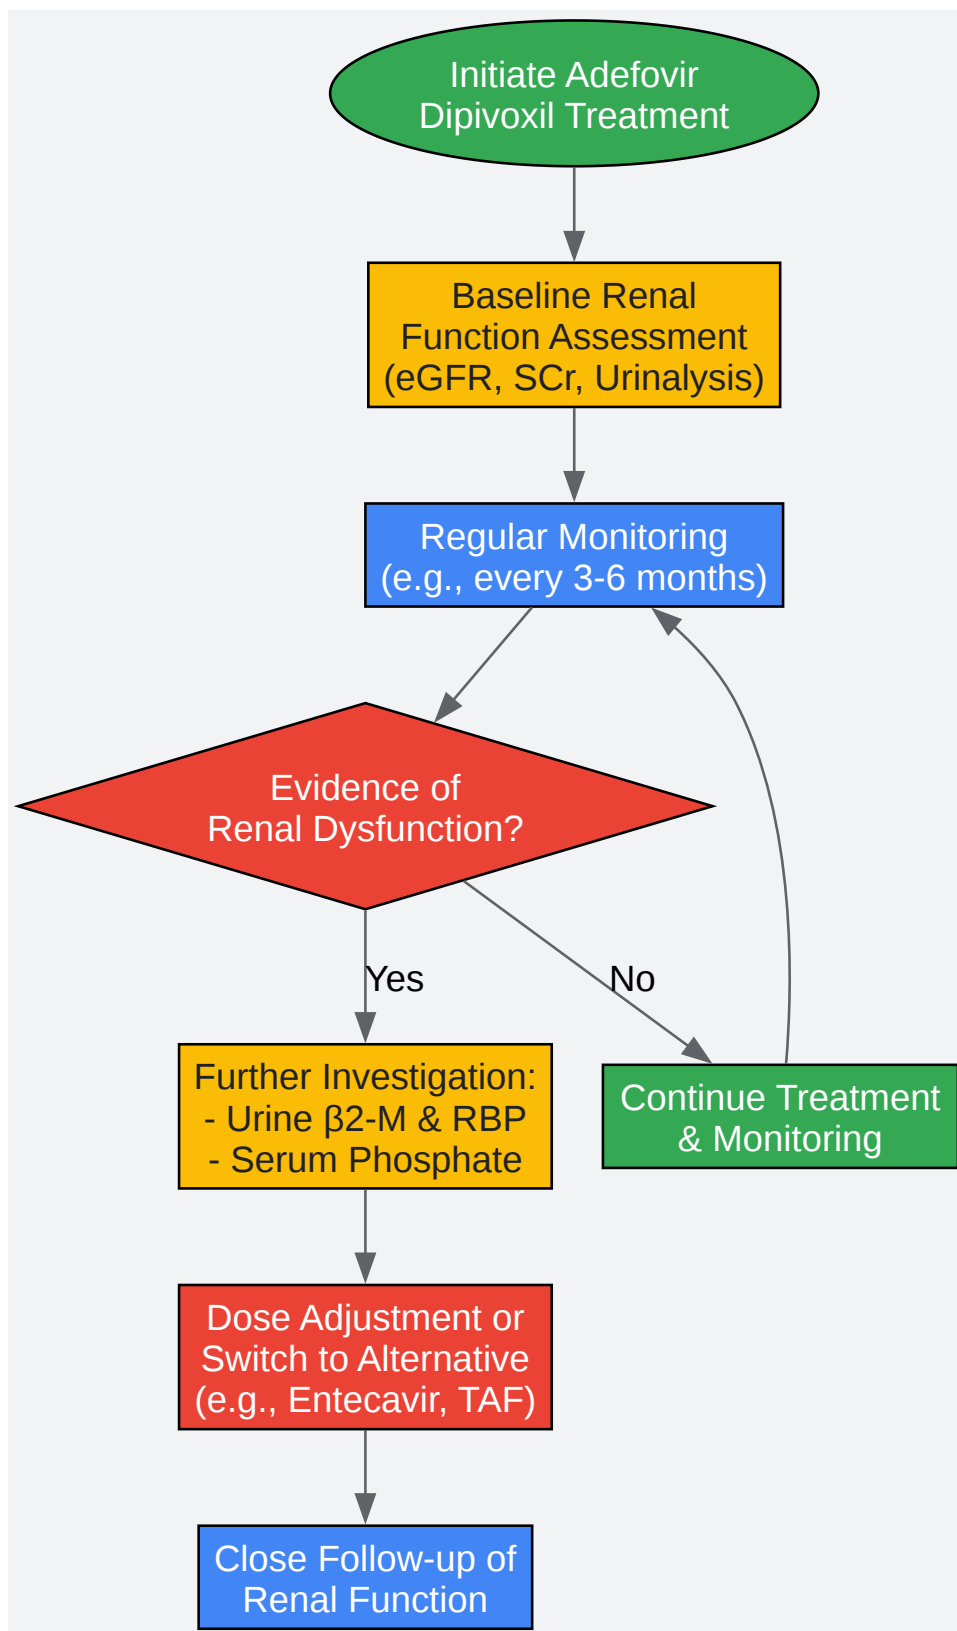 Initiate Adefovir
Dipivoxil Treatment
Baseline Renal
Function Assessment
(eGFR, SCr, Urinalysis)
Regular Monitoring
(e.g., every 3-6 months)
Evidence of
Renal Dysfunction?
Yes
No
Further Investigation:
- Urine β2-M & RBP
- Serum Phosphate
Continue Treatment
& Monitoring
Dose Adjustment or
Switch to Alternative
(e.g., Entecavir, TAF)
Close Follow-up of
Renal Function